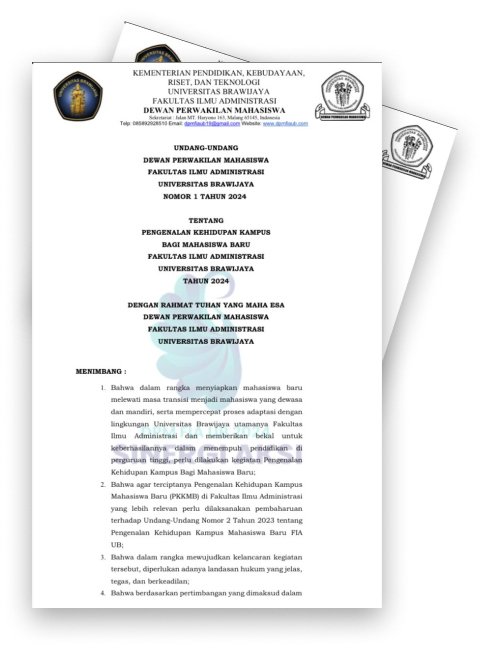 KEMENTERIAN PENDIDIKAN, KEBUDAYAAN,
RISET, DAN TEKNOLOGI
UNIVERSITAS BRAWIJAYA
FAKULTAS ILMU ADMINISTRASI
DEWAN PERWAKILAN MAHASISWA
Sekretariat : Jalan MT. Haryono 163, Malang 65145, Indonesia
Telp: 085892928510 Email: dpmfiaub19@gmail.com Website: www.dpmfiaub.com
UNDANG-UNDANG
DEWAN PERWAKILAN MAHASISWA
FAKULTAS ILMU ADMINISTRASI
UNIVERSITAS BRAWIJAYA
NOMOR 1 TAHUN 2024
TENTANG
PENGENALAN KEHIDUPAN KAMPUS
BAGI MAHASISWA BARU
FAKULTAS ILMU ADMINISTRASI
UNIVERSITAS BRAWIJAYA
TAHUN 2024
DENGAN RAHMAT TUHAN YANG MAHA ESA
DEWAN PERWAKILAN MAHASISWA
FAKULTAS ILMU ADMINISTRASI
UNIVERSITAS BRAWIJAYA
MENIMBANG :
1. Bahwa dalam rangka menyiapkan mahasiswa baru
melewati masa transisi menjadi mahasiswa yang dewasa
dan mandiri, serta mempercepat proses adaptasi dengan
lingkungan Universitas Brawijaya utamanya Fakultas
Ilmu Administrasi dan memberikan bekal untuk
keberhasilannya dalam menempuh pendidikan di
perguruan tinggi, perlu dilakukan kegiatan Pengenalan
Kehidupan Kampus Bagi Mahasiswa Baru;
2. Bahwa agar terciptanya Pengenalan Kehidupan Kampus
Mahasiswa Baru (PKKMB) di Fakultas Ilmu Administrasi
yang lebih relevan perlu dilaksanakan pembaharuan
terhadap Undang-Undang Nomor 2 Tahun 2023 tentang
Pengenalan Kehidupan Kampus Mahasiswa Baru FIA
UB;
3. Bahwa dalam rangka mewujudkan kelancaran kegiatan
tersebut, diperlukan adanya landasan hukum yang jelas,
tegas, dan berkeadilan;
4. Bahwa berdasarkan pertimbangan yang dimaksud dalam
SINERGI AKSI